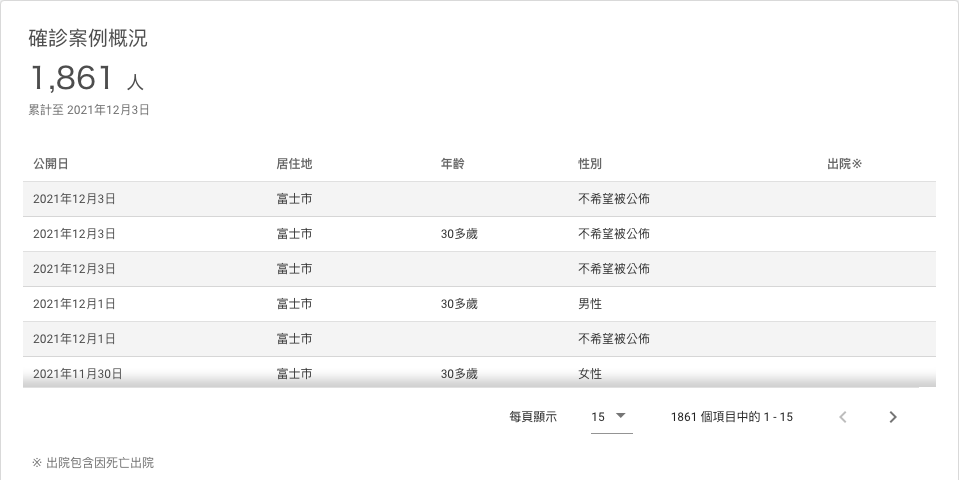 確診案例概況
1,861 人
累計至 2021年12月3日
公開日 居住地 年齡 性別 出院※
2021年12月3日 富士市 不希望被公佈
2021年12月3日 富士市 30多歲 不希望被公佈
2021年12月3日 富士市 不希望被公佈
2021年12月1日 富士市 30多歲 男性
2021年12月1日 富士市 不希望被公佈
2021年11月30日 富士市 30多歲 女性
每頁顯示 15 1861 個項目中的 1 - 15
※ 出院包含因死亡出院